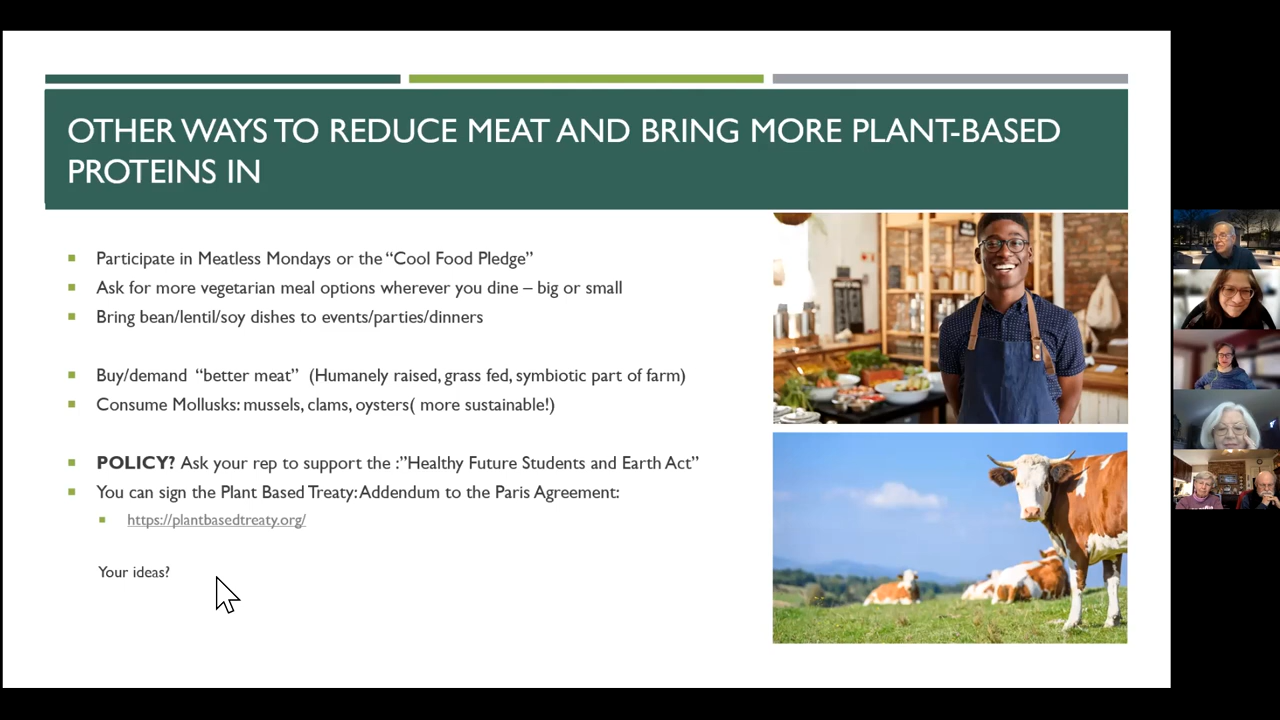 OTHER WAYS TO REDUCE MEAT AND BRING MORE PLANT-BASED
PROTEINS IN
Participate in Meatless Mondays or the “Cool Food Pledge”
Ask for more vegetarian meal options wherever you dine – big or small
Bring bean/lentil/soy dishes to events/parties/dinners
Buy/demand “better meat” (Humanely raised, grass fed, symbiotic part of farm)
Consume Mollusks: mussels, clams, oysters( more sustainable!)
POLICY? Ask your rep to support the :”Healthy Future Students and Earth Act”
You can sign the Plant Based Treaty: Addendum to the Paris Agreement:
https://plantbasedtreaty.org/
Your ideas?